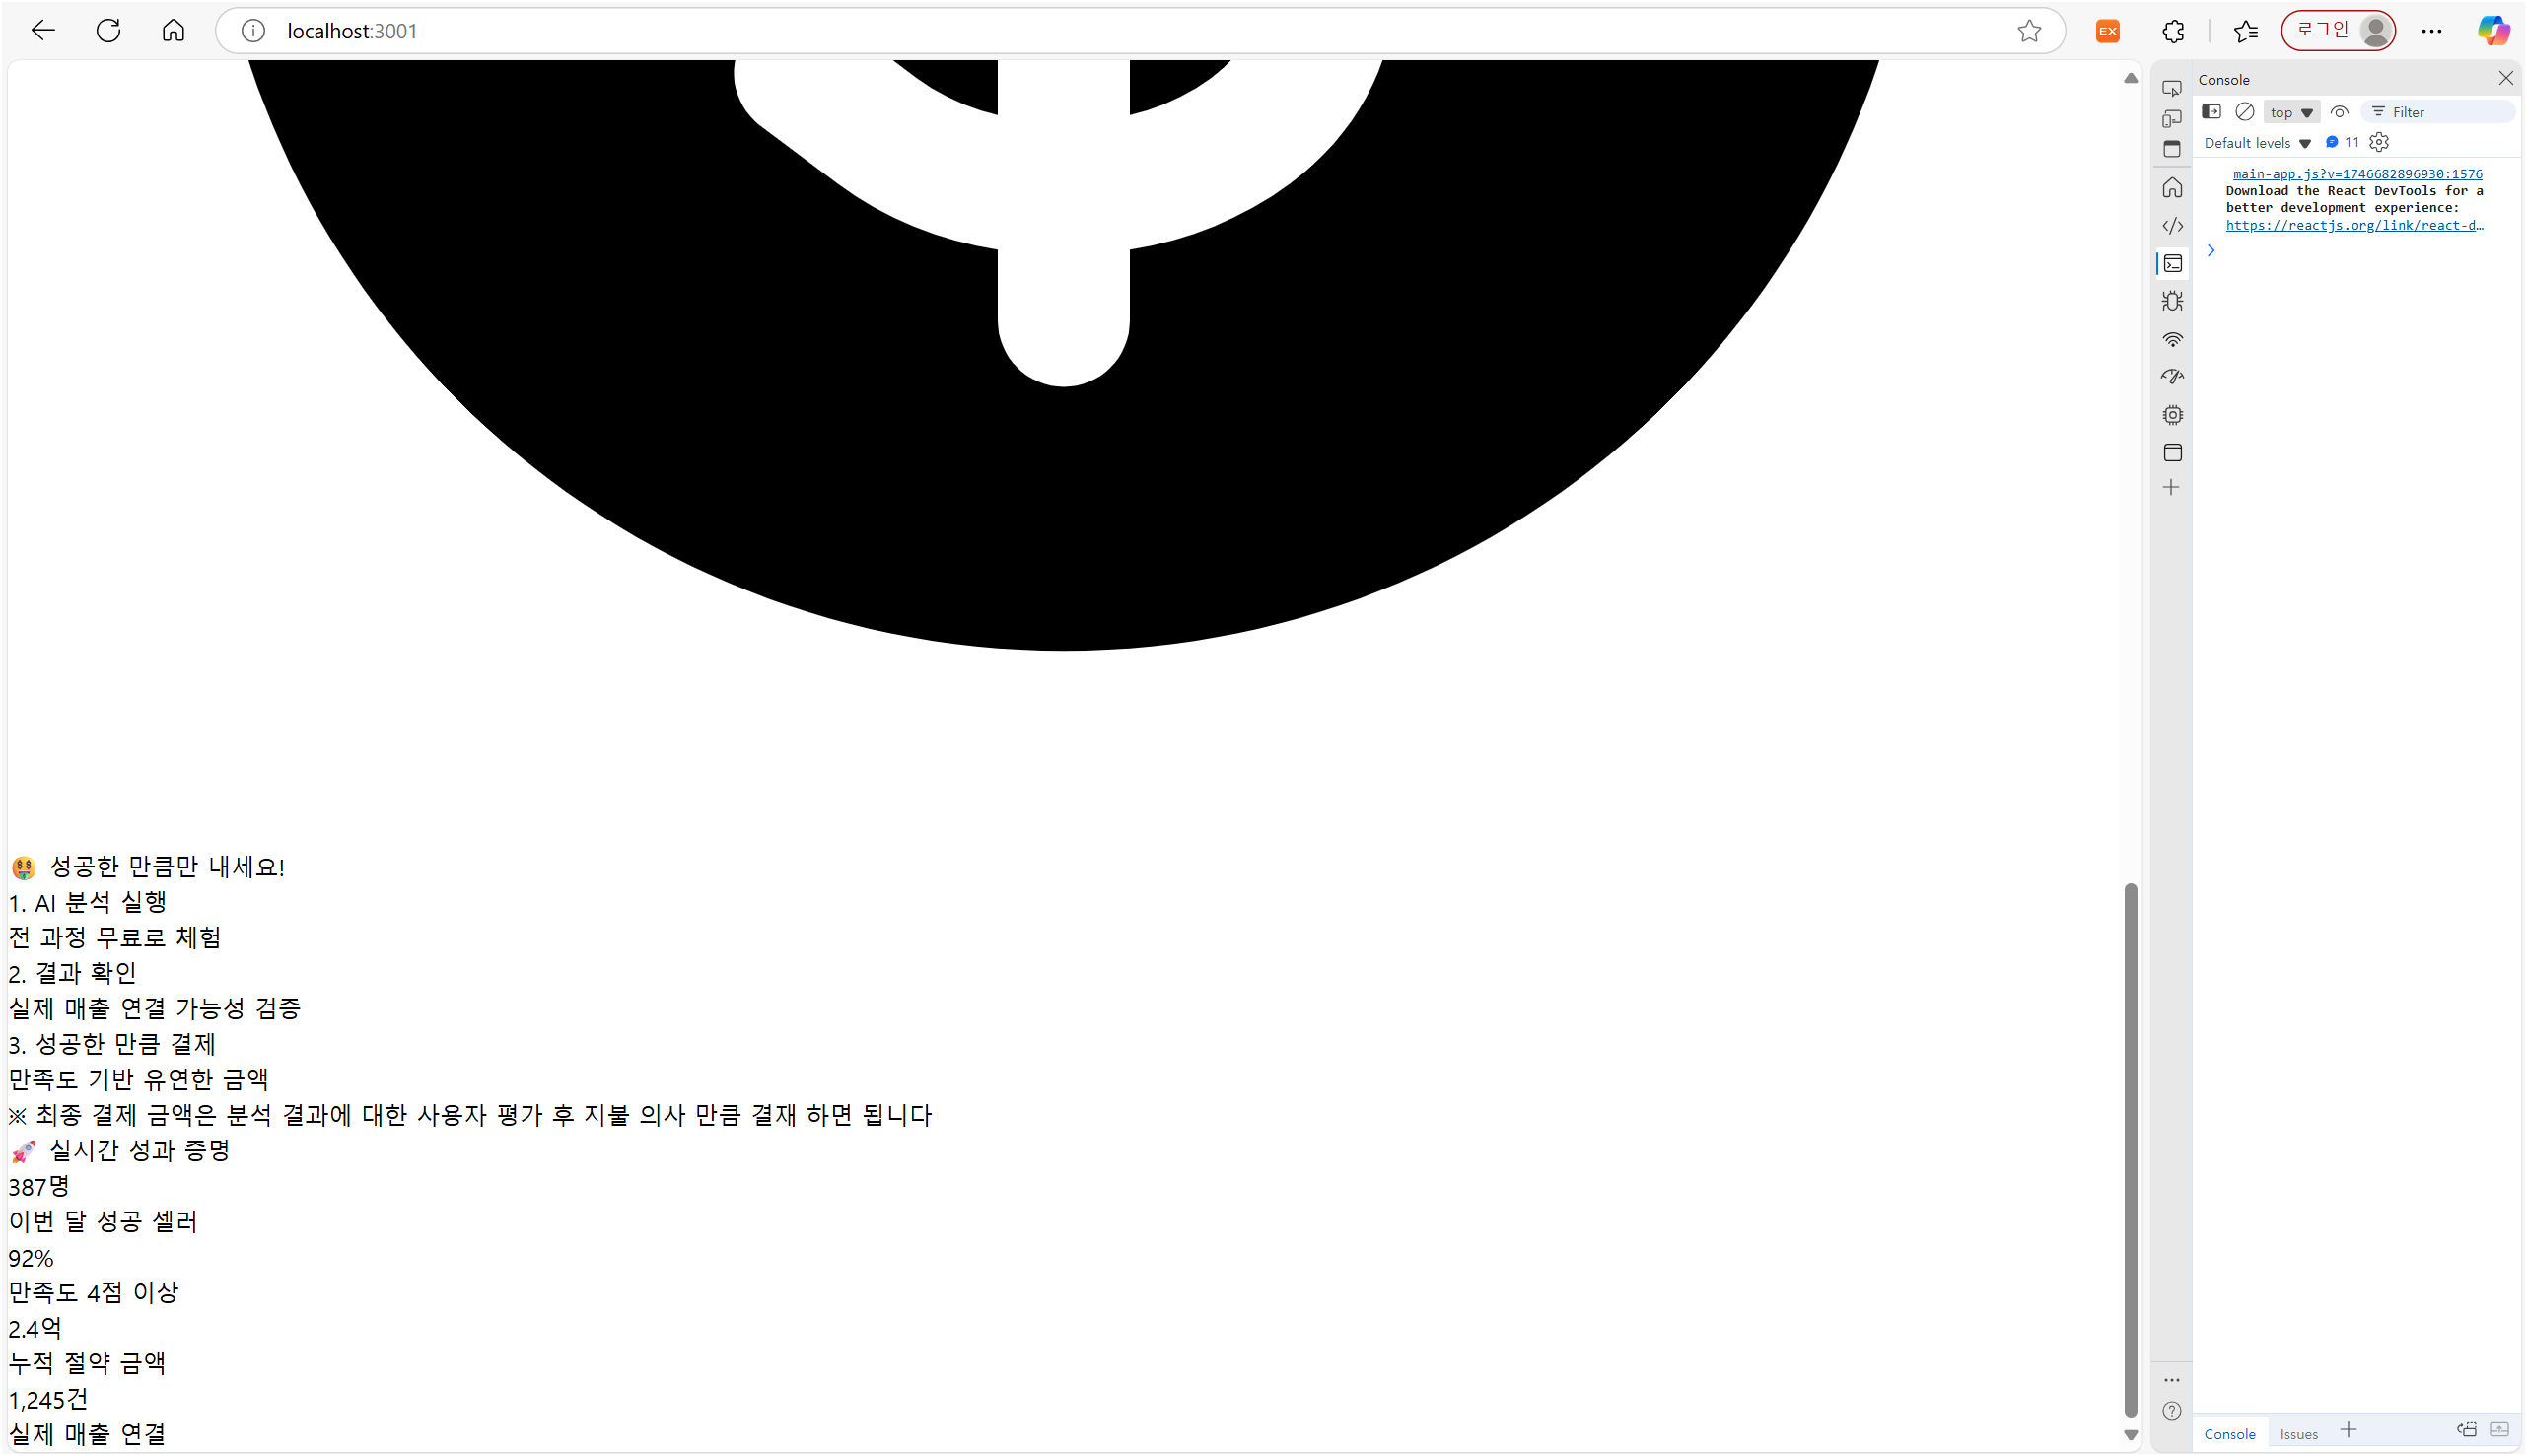 localhost:3001
EX
로그인
Console
top
Filter
Default levels
11
main-app.js?v=1746682896930:1576
Download the React DevTools for a
better development experience:
https://reactjs.org/link/react-d…
🤑 성공한 만큼만 내세요!
1. AI 분석 실행
전 과정 무료로 체험
2. 결과 확인
실제 매출 연결 가능성 검증
3. 성공한 만큼 결제
만족도 기반 유연한 금액
※ 최종 결제 금액은 분석 결과에 대한 사용자 평가 후 지불 의사 만큼 결재 하면 됩니다
🚀 실시간 성과 증명
387명
이번 달 성공 셀러
92%
만족도 4점 이상
2.4억
누적 절약 금액
1,245건
실제 매출 연결
Console
Issues